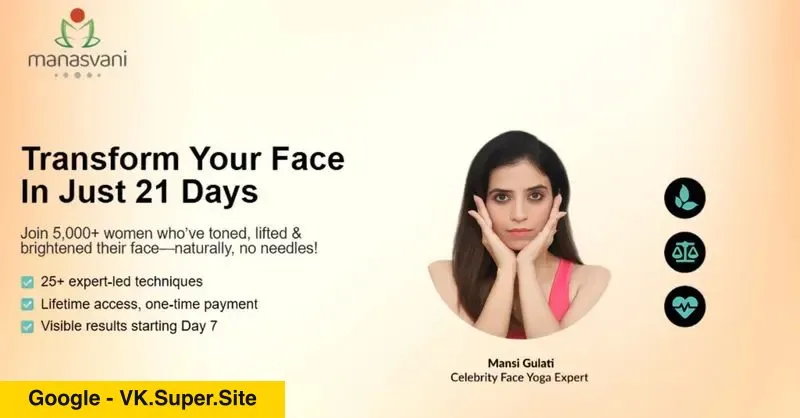 manasvani
Transform Your Face
In Just 21 Days
Join 5,000+ women who've toned, lifted &
brightened their face—naturally, no needles!
25+ expert-led techniques
Lifetime access, one-time payment
Visible results starting Day 7
Mansi Gulati
Celebrity Face Yoga Expert
Google - VK.Super.Site